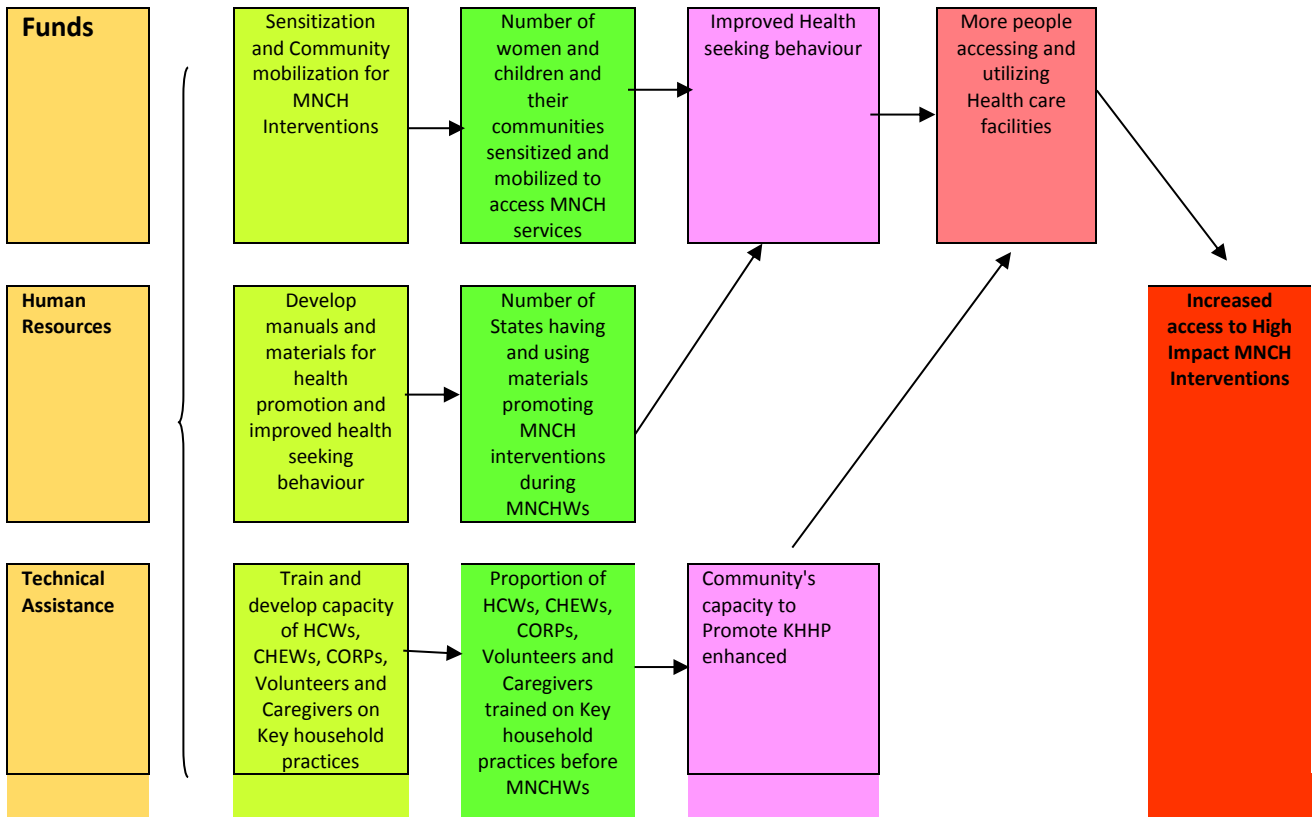 Funds
Sensitization
and Community
mobilization for
MNCH
Interventions
Number of
women and
children and
their
communities
sensitized and
mobilized to
access MNCH
services
Improved Health
seeking behaviour
More people
accessing and
utilizing
Health care
facilities
Human
Resources
Develop
manuals and
materials for
health
promotion and
improved health
seeking
behaviour
Number of
States having
and using
materials
promoting
MNCH
interventions
during
MNCHWs
Increased
access to High
Impact MNCH
Interventions
Technical
Assistance
Train and
develop capacity
of HCWs,
CHEWs, CORPs,
Volunteers and
Caregivers on
Key household
practices
Proportion of
HCWs, CHEWs,
CORPs,
Volunteers and
Caregivers
trained on Key
household
practices before
MNCHWs
Community's
capacity to
Promote KHHP
enhanced